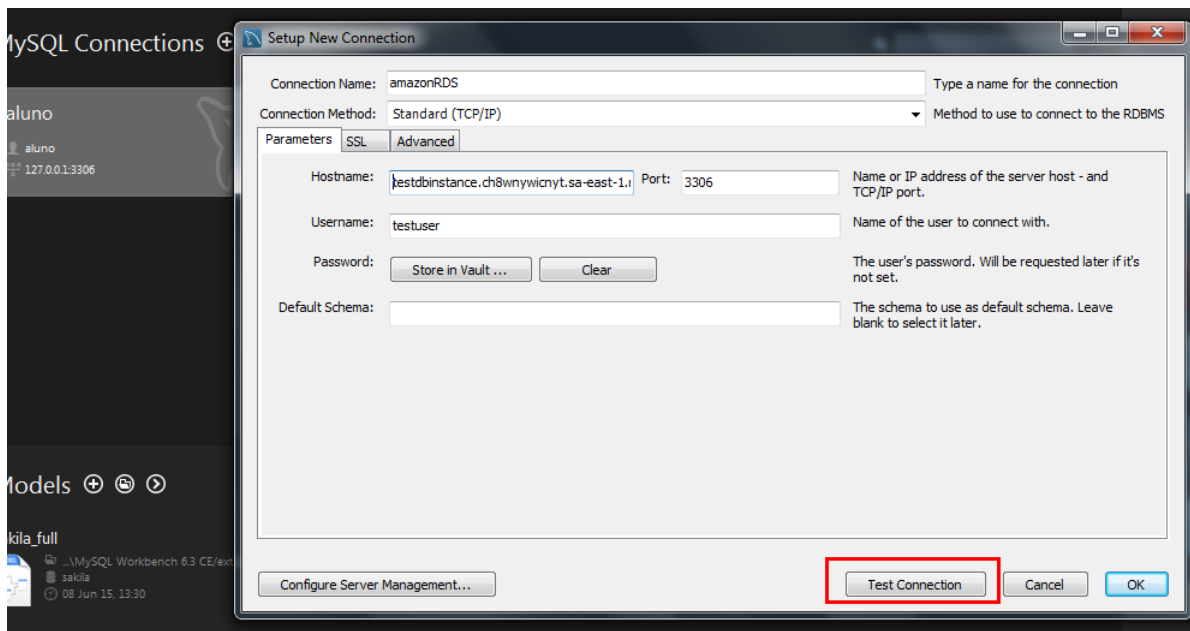 MySQL Connections
aluno
aluno
127.0.0.1:3306
Models
sakila_full
...\MySQL Workbench 6.3 CE/ext
sakila
08 Jun 15, 13:30
Setup New Connection
Connection Name: amazonRDS Type a name for the connection
Connection Method: Standard (TCP/IP) Method to use to connect to the RDBMS
Parameters SSL Advanced
Hostname: testdbinstance.ch8wnywicnyt.sa-east-1.r Port: 3306 Name or IP address of the server host - and
TCP/IP port.
Username: testuser Name of the user to connect with.
Password: Store in Vault ... Clear The user's password. Will be requested later if it's
not set.
Default Schema: The schema to use as default schema. Leave
blank to select it later.
Configure Server Management... Test Connection Cancel OK